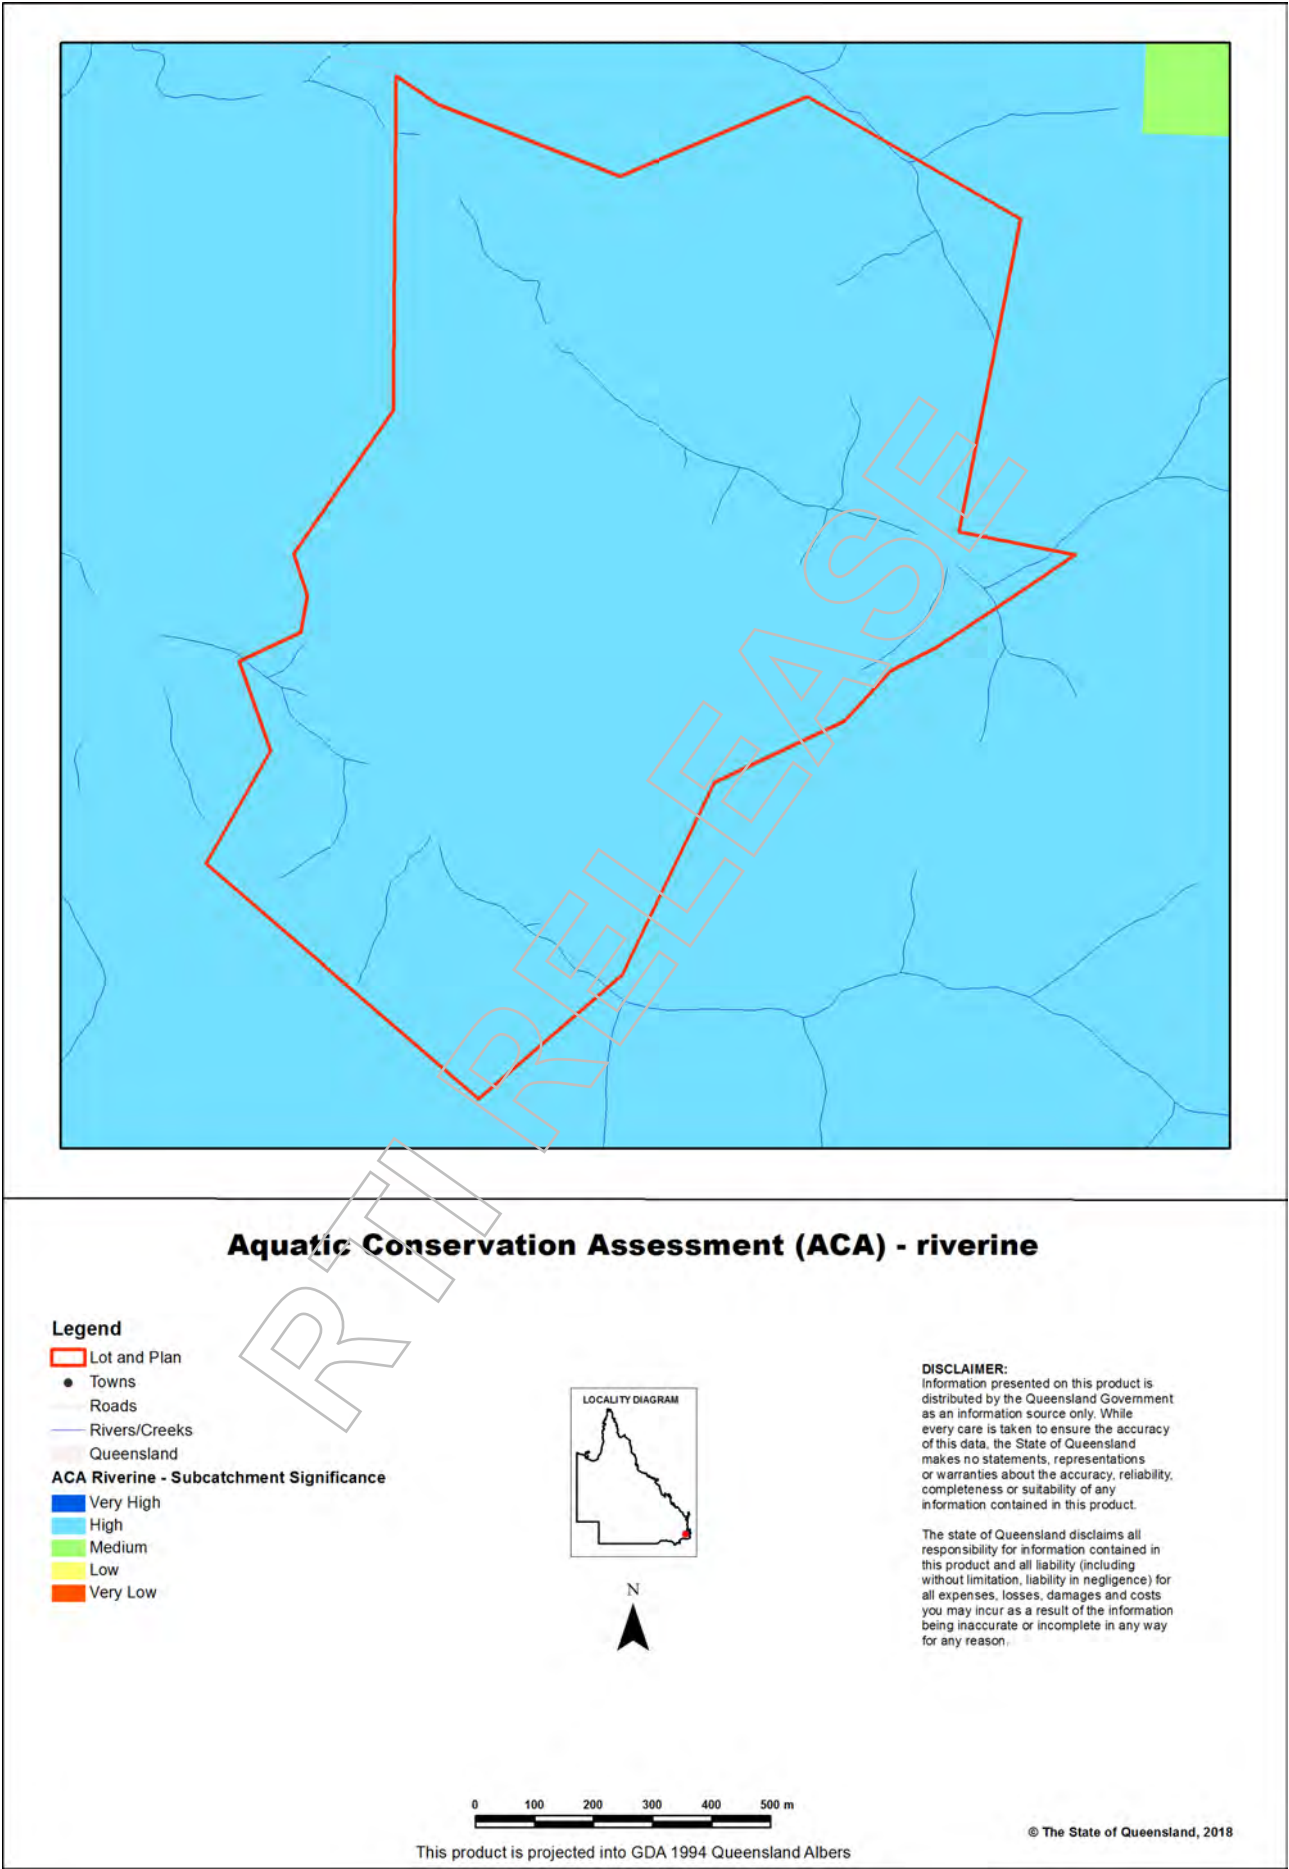 RTI RELEASE
Aquatic Conservation Assessment (ACA) - riverine
Legend
Lot and Plan
Towns
Roads
Rivers/Creeks
Queensland
ACA Riverine - Subcatchment Significance
Very High
High
Medium
Low
Very Low
LOCALITY DIAGRAM
N
DISCLAIMER:
Information presented on this product is
distributed by the Queensland Government
as an information source only. While
every care is taken to ensure the accuracy
of this data, the State of Queensland
makes no statements, representations
or warranties about the accuracy, reliability,
completeness or suitability of any
information contained in this product.
The state of Queensland disclaims all
responsibility for information contained in
this product and all liability (including
without limitation, liability in negligence) for
all expenses, losses, damages and costs
you may incur as a result of the information
being inaccurate or incomplete in any way
for any reason.
0 100 200 300 400 500 m
This product is projected into GDA 1994 Queensland Albers
© The State of Queensland, 2018